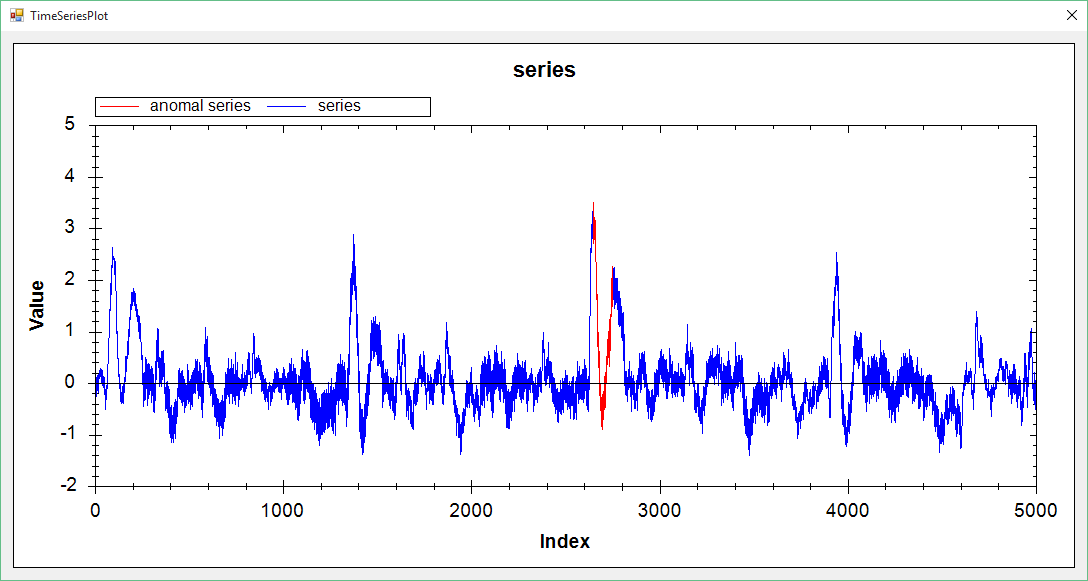 TimeSeriesPlot
series
anomal series series
5
4
3
2
1
0
-1
-2
Value
0 1000 2000 3000 4000 5000
Index